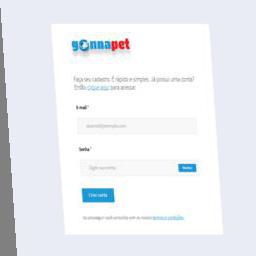 gonnapet
Faça seu cadastro. É rápido e simples. Já possui uma conta?
Então clique aqui para acessar.
E-mail *
exemplo@exemplo.com
Senha *
Digite sua senha
Mostrar
Criar conta
Ao prosseguir você concorda com os nossos termos e condições.